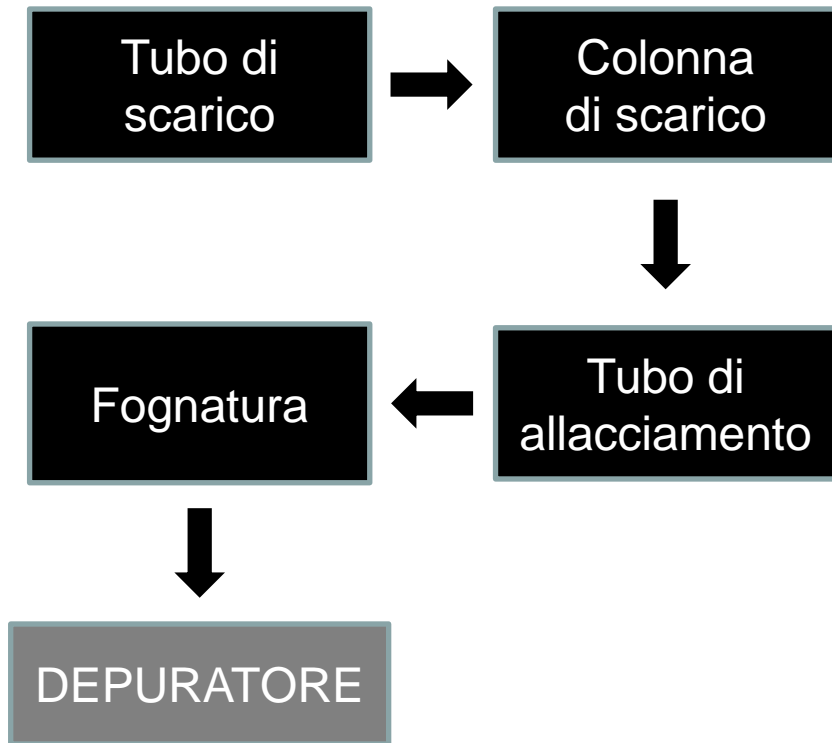 Tubo di
scarico
Colonna
di scarico
Tubo di
allacciamento
Fognatura
DEPURATORE